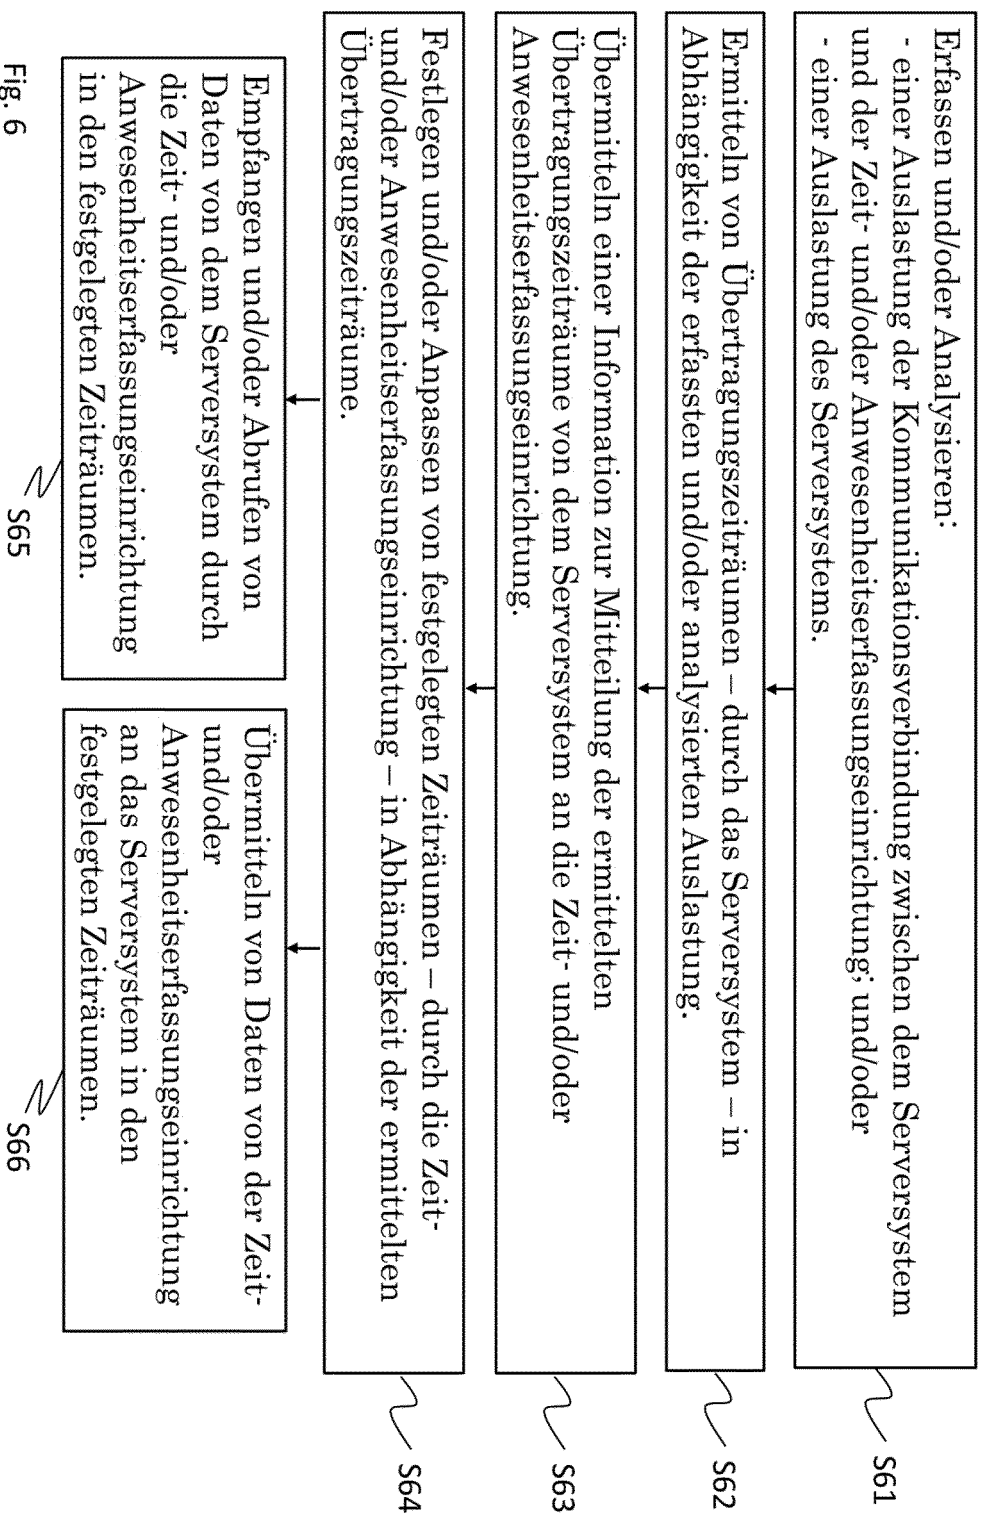 Erfassen und/oder Analysieren:
- einer Auslastung der Kommunikationsverbindung zwischen dem Serversystem
und der Zeit- und/oder Anwesenheitserfassungseinrichtung; und/oder
- einer Auslastung des Serversystems.
S61
Ermitteln von Übertragungszeiträumen – durch das Serversystem – in
Abhängigkeit der erfassten und/oder analysierten Auslastung.
S62
Übermitteln einer Information zur Mitteilung der ermittelten
Übertragungszeiträume von dem Serversystem an die Zeit- und/oder
Anwesenheitserfassungseinrichtung.
S63
Festlegen und/oder Anpassen von festgelegten Zeiträumen – durch die Zeit-
und/oder Anwesenheitserfassungseinrichtung – in Abhängigkeit der ermittelten
Übertragungszeiträume.
S64
Empfangen und/oder Abrufen von
Daten von dem Serversystem durch
die Zeit- und/oder
Anwesenheitserfassungseinrichtung
in den festgelegten Zeiträumen.
S65
Übermitteln von Daten von der Zeit-
und/oder
Anwesenheitserfassungseinrichtung
an das Serversystem in den
festgelegten Zeiträumen.
S66
Fig. 6